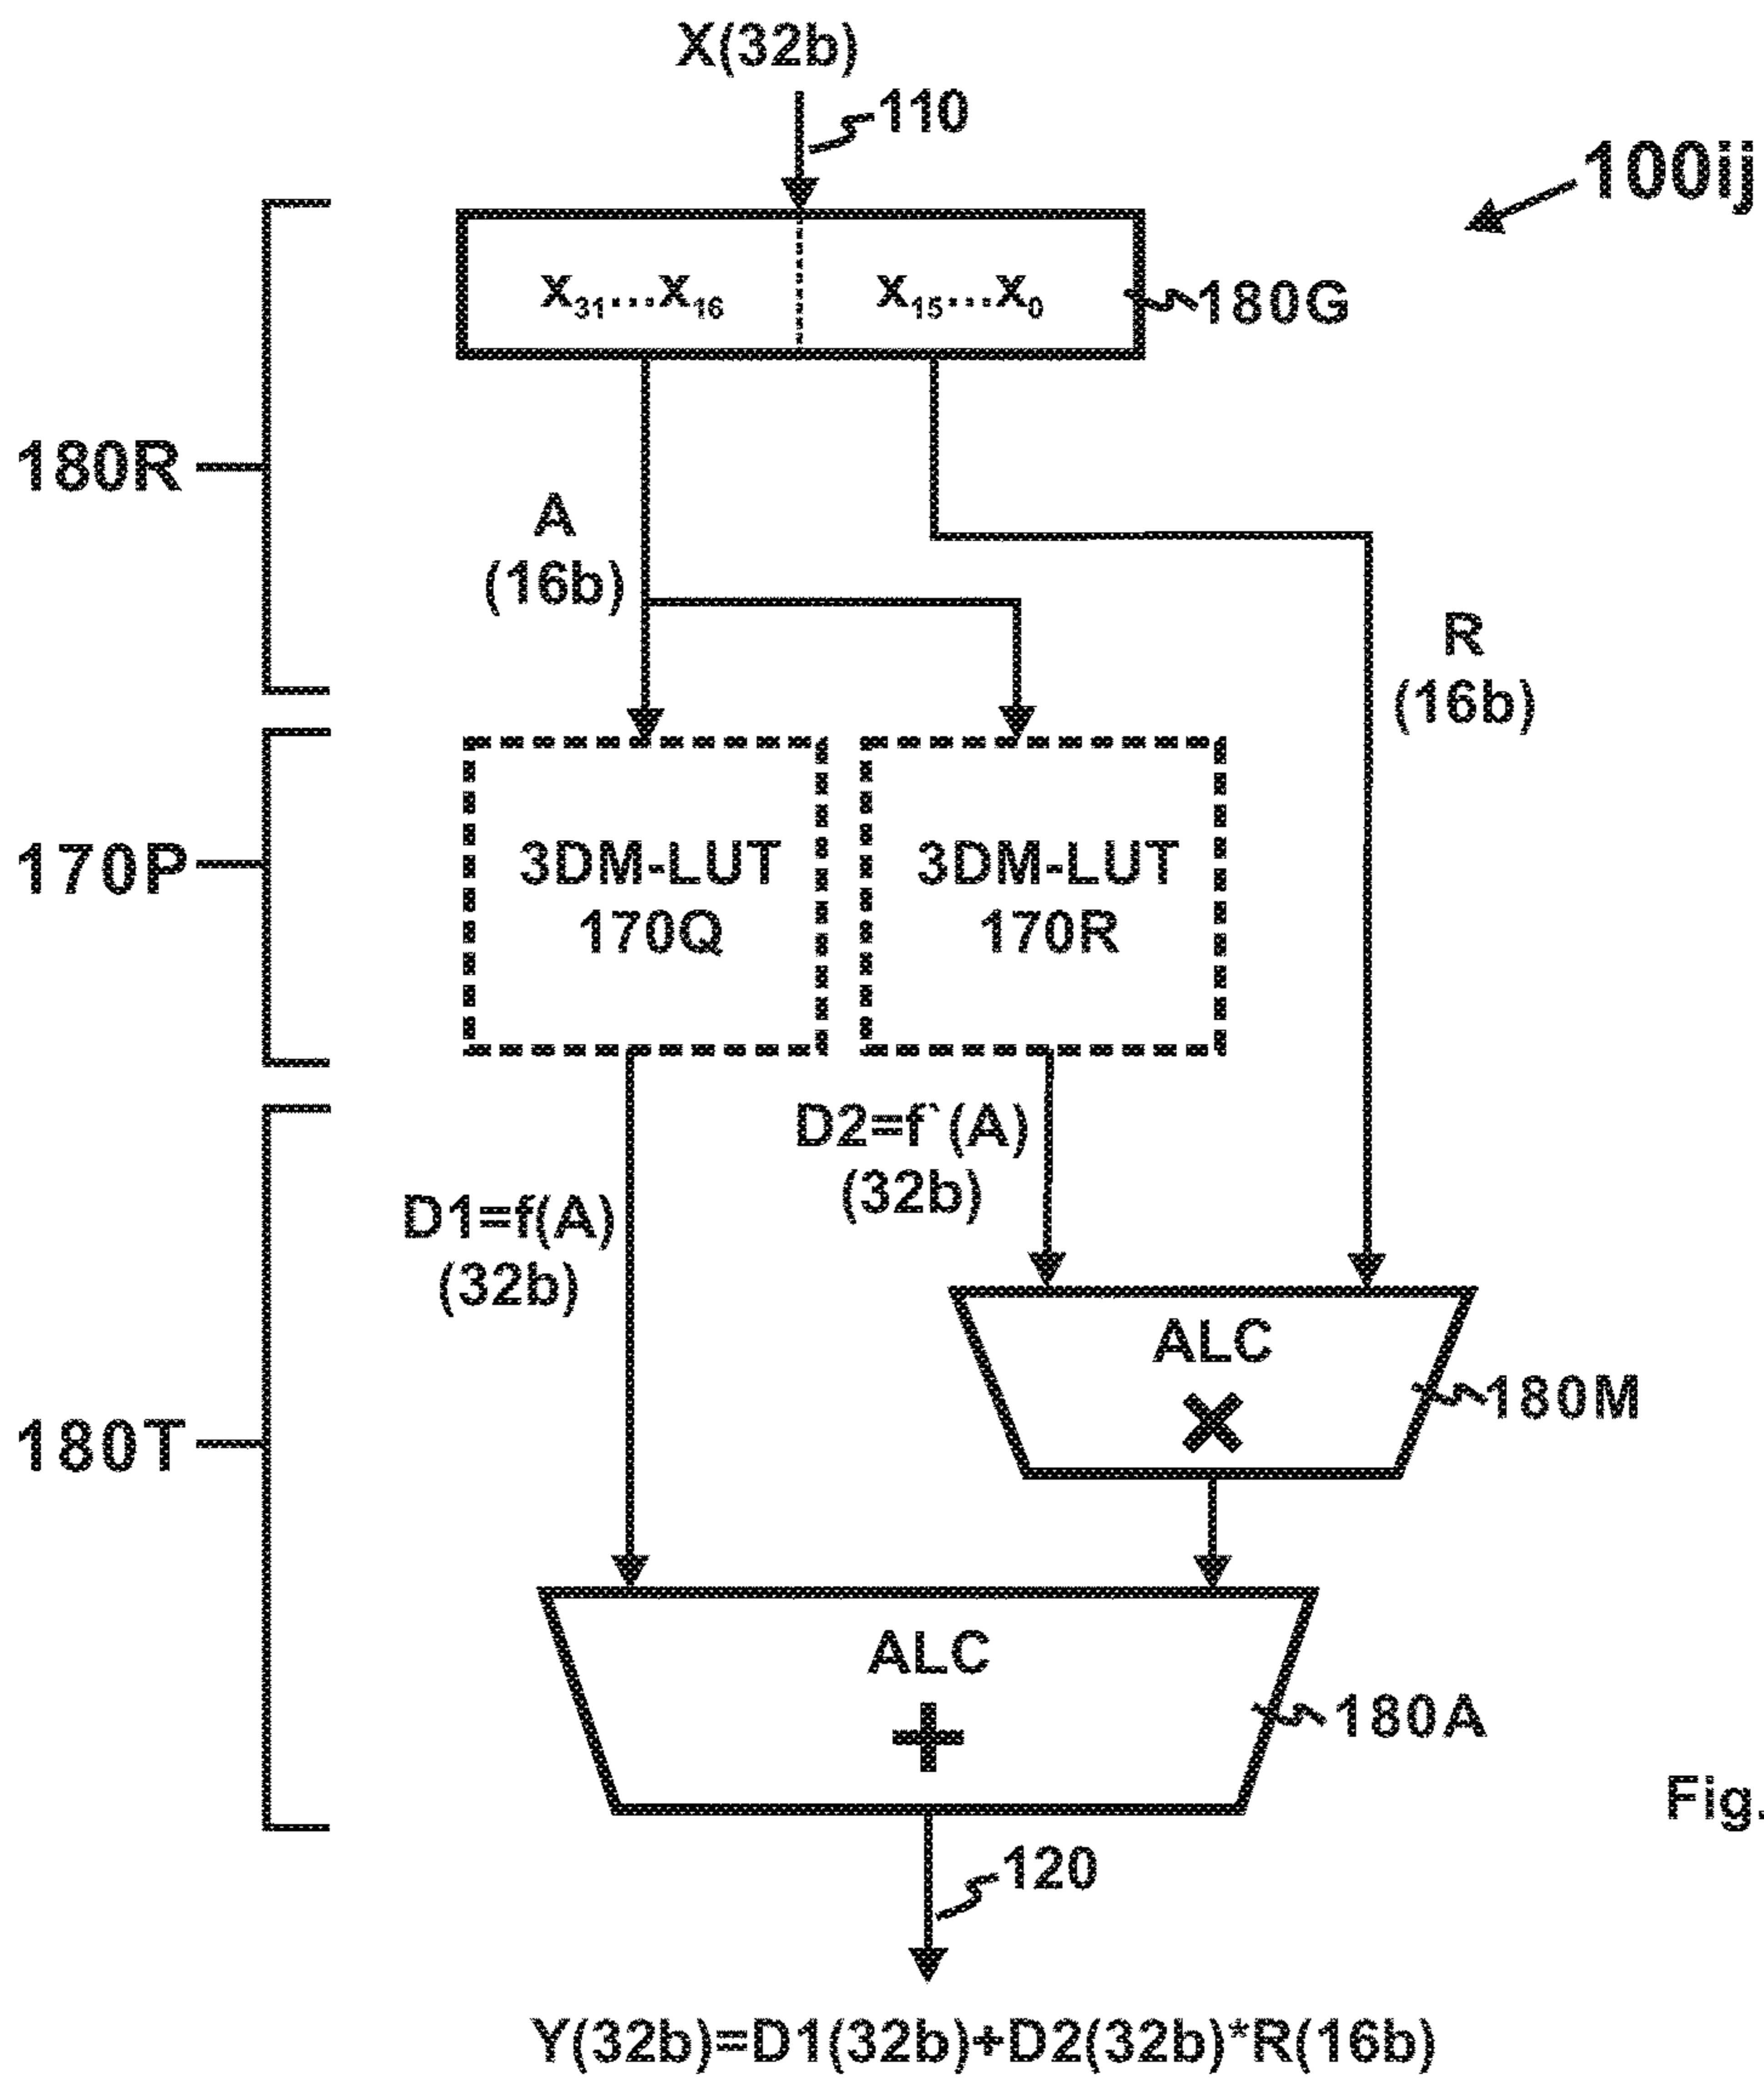 X(32b)
110
100ij
X31...X16
X15...X0
180G
180R
A
(16b)
R
(16b)
170P
3DM-LUT
170Q
3DM-LUT
170R
D2=f`(A)
(32b)
D1=f(A)
(32b)
ALC
×
180M
180T
ALC
+
180A
Fig.
120
Y(32b)=D1(32b)+D2(32b)*R(16b)